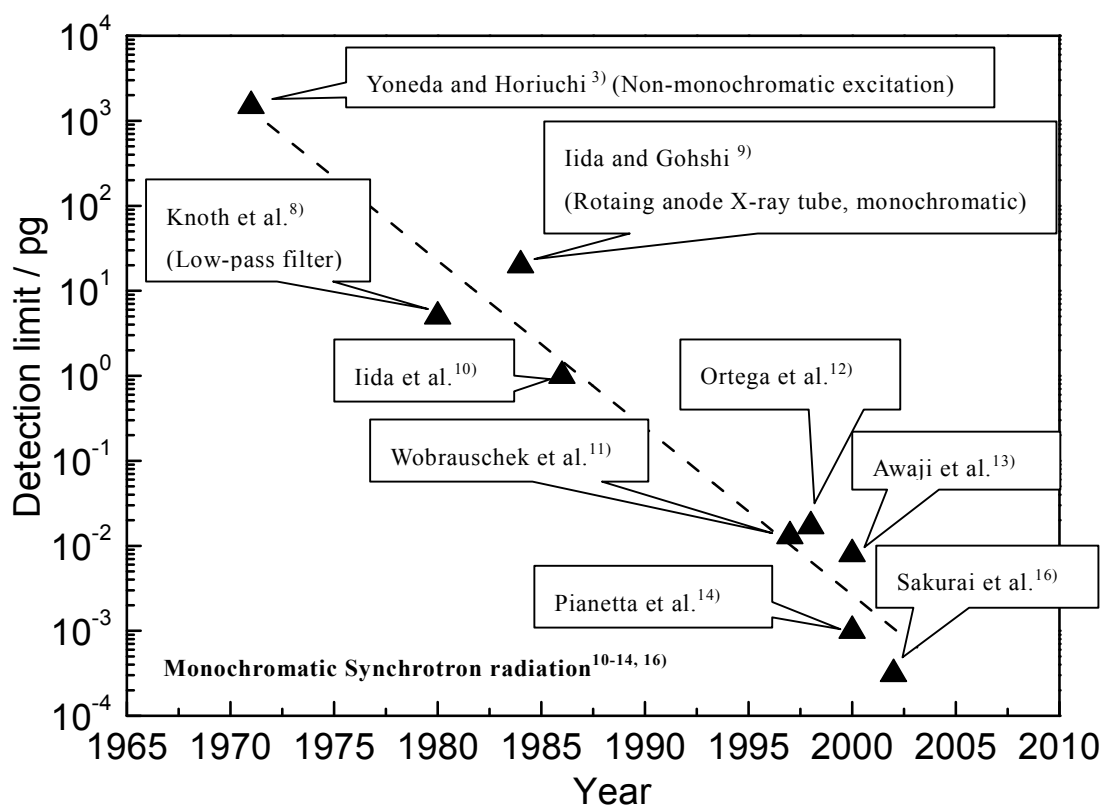 10^4
10^3
10^2
10^1
10^0
10^-1
10^-2
10^-3
10^-4
Detection limit / pg
Yoneda and Horiuchi 3) (Non-monochromatic excitation)
Iida and Gohshi 9)
(Rotaing anode X-ray tube, monochromatic)
Knoth et al.8)
(Low-pass filter)
Iida et al.10)
Ortega et al.12)
Wobrauschek et al.11)
Awaji et al.13)
Sakurai et al.16)
Pianetta et al.14)
Monochromatic Synchrotron radiation10-14, 16)
1965 1970 1975 1980 1985 1990 1995 2000 2005 2010
Year